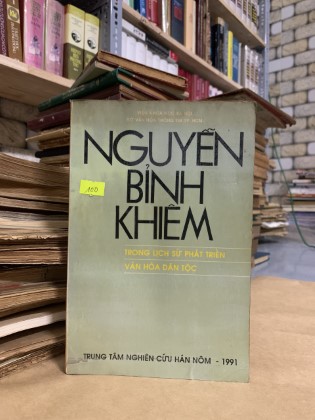 NGUYỄN
BỈNH
KHIÊM
TRONG LỊCH SỬ PHÁT TRIỂN
VĂN HÓA DÂN TỘC
100
TRUNG TÂM NGHIÊN CỨU HÁN NÔM - 1991